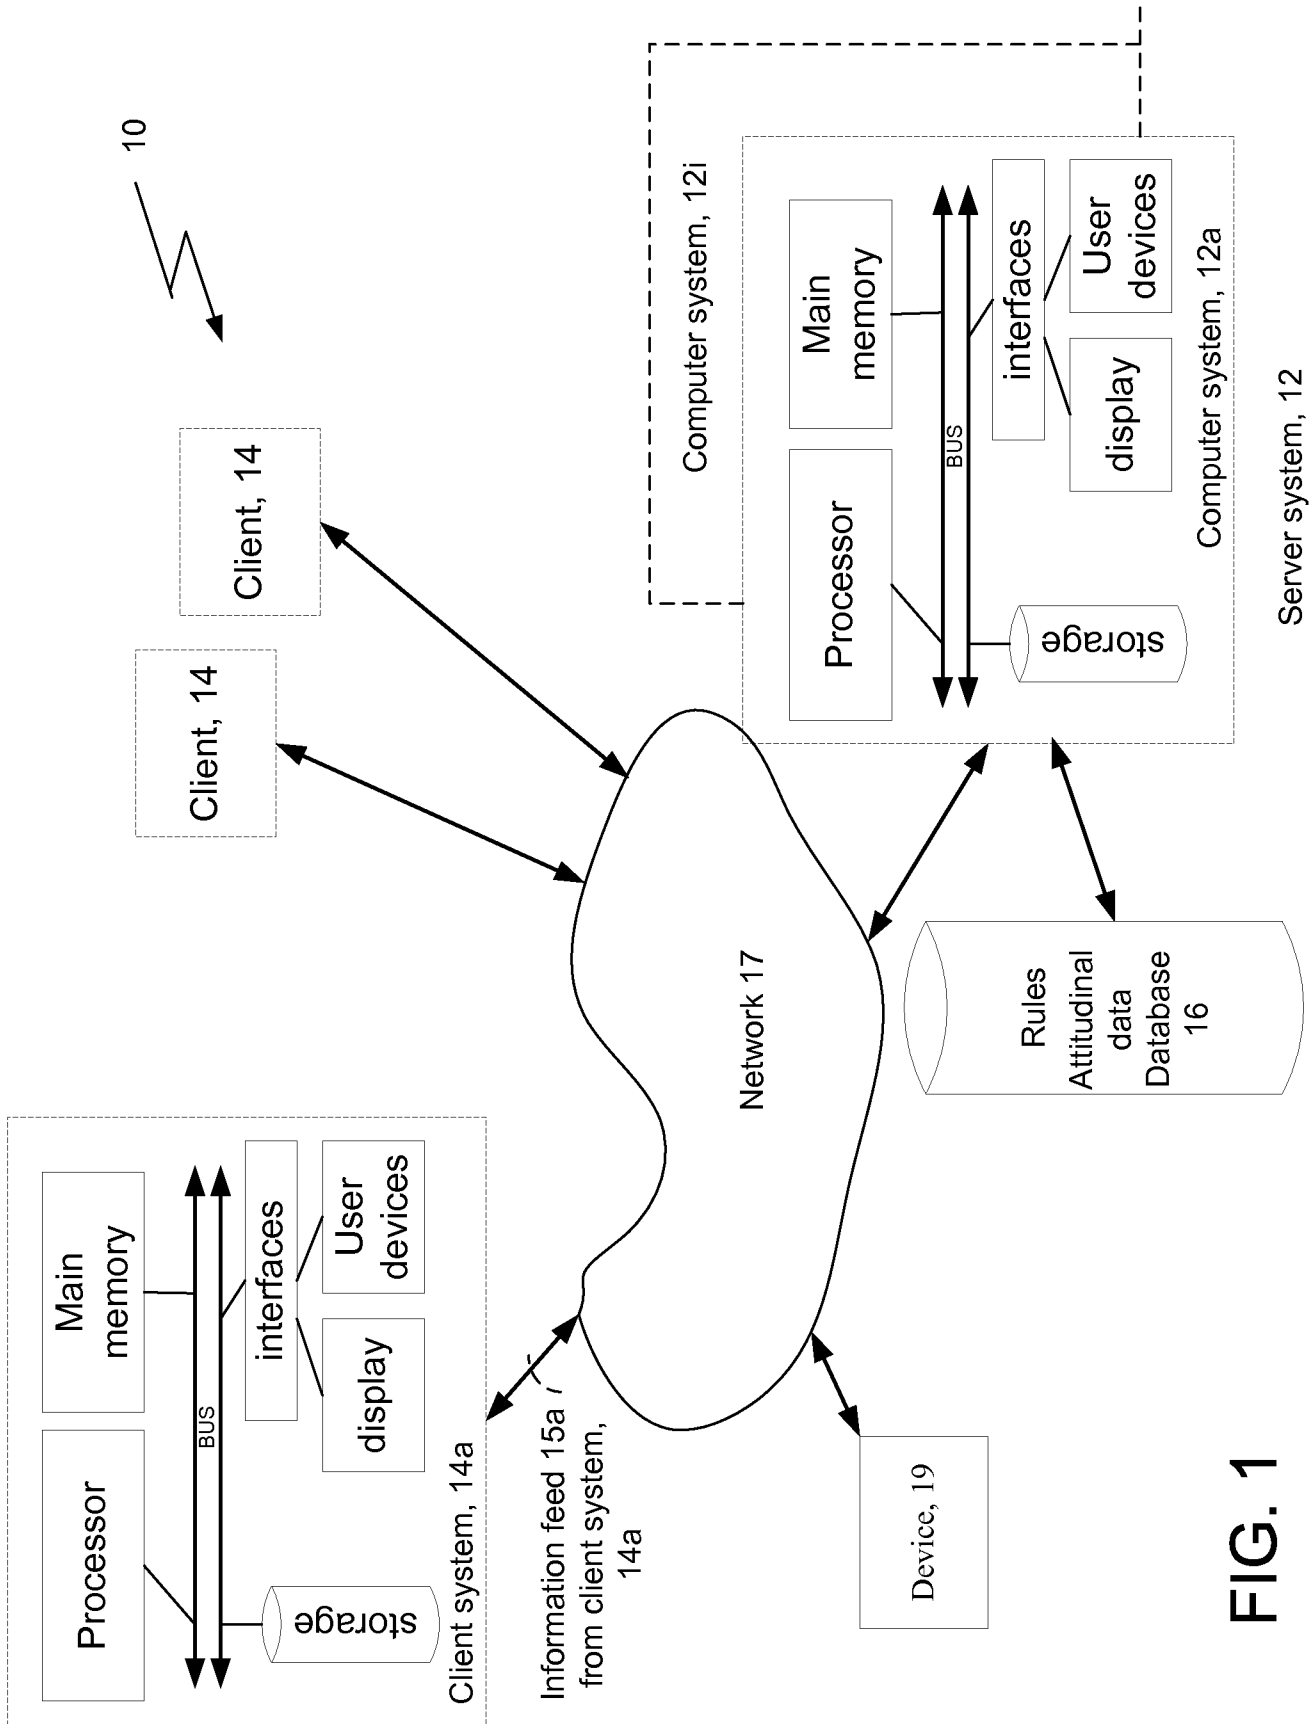 10
Client, 14
Client, 14
Main
memory
Processor
BUS
interfaces
User
devices
display
storage
Client system, 14a
Information feed 15a
from client system,
14a
Network 17
Device, 19
Rules
Attitudinal
data
Database
16
Computer system, 12i
Main
memory
Processor
BUS
interfaces
User
devices
display
storage
Computer system, 12a
Server system, 12
FIG. 1